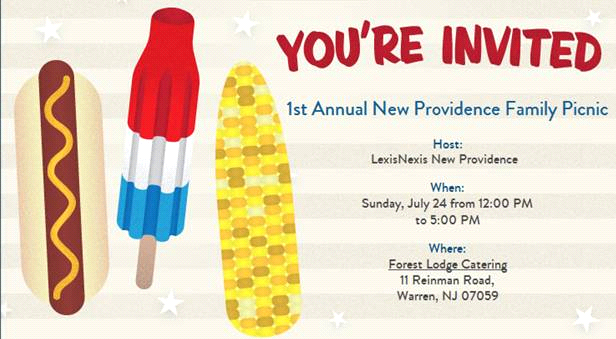 YOU'RE INVITED
1st Annual New Providence Family Picnic
Host:
LexisNexis New Providence
When:
Sunday, July 24 from 12:00 PM
to 5:00 PM
Where:
Forest Lodge Catering
11 Reinman Road,
Warren, NJ 07059